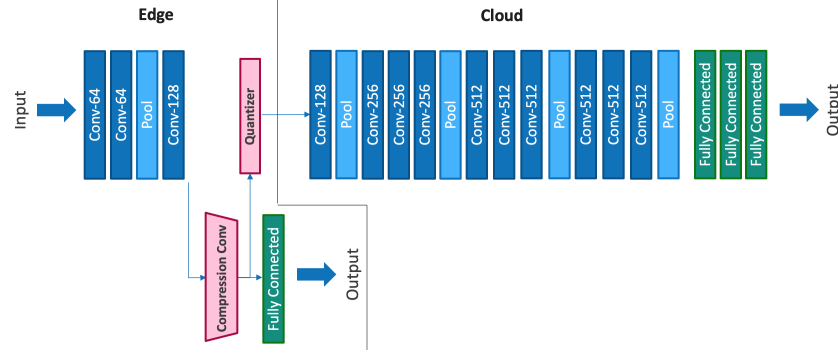 Edge
Cloud
Input
Conv-64
Conv-64
Pool
Conv-128
Quantizer
Conv-128
Pool
Conv-256
Conv-256
Conv-256
Pool
Conv-512
Conv-512
Conv-512
Pool
Conv-512
Conv-512
Conv-512
Pool
Fully Connected
Fully Connected
Fully Connected
Output
Compression Conv
Fully Connected
Output